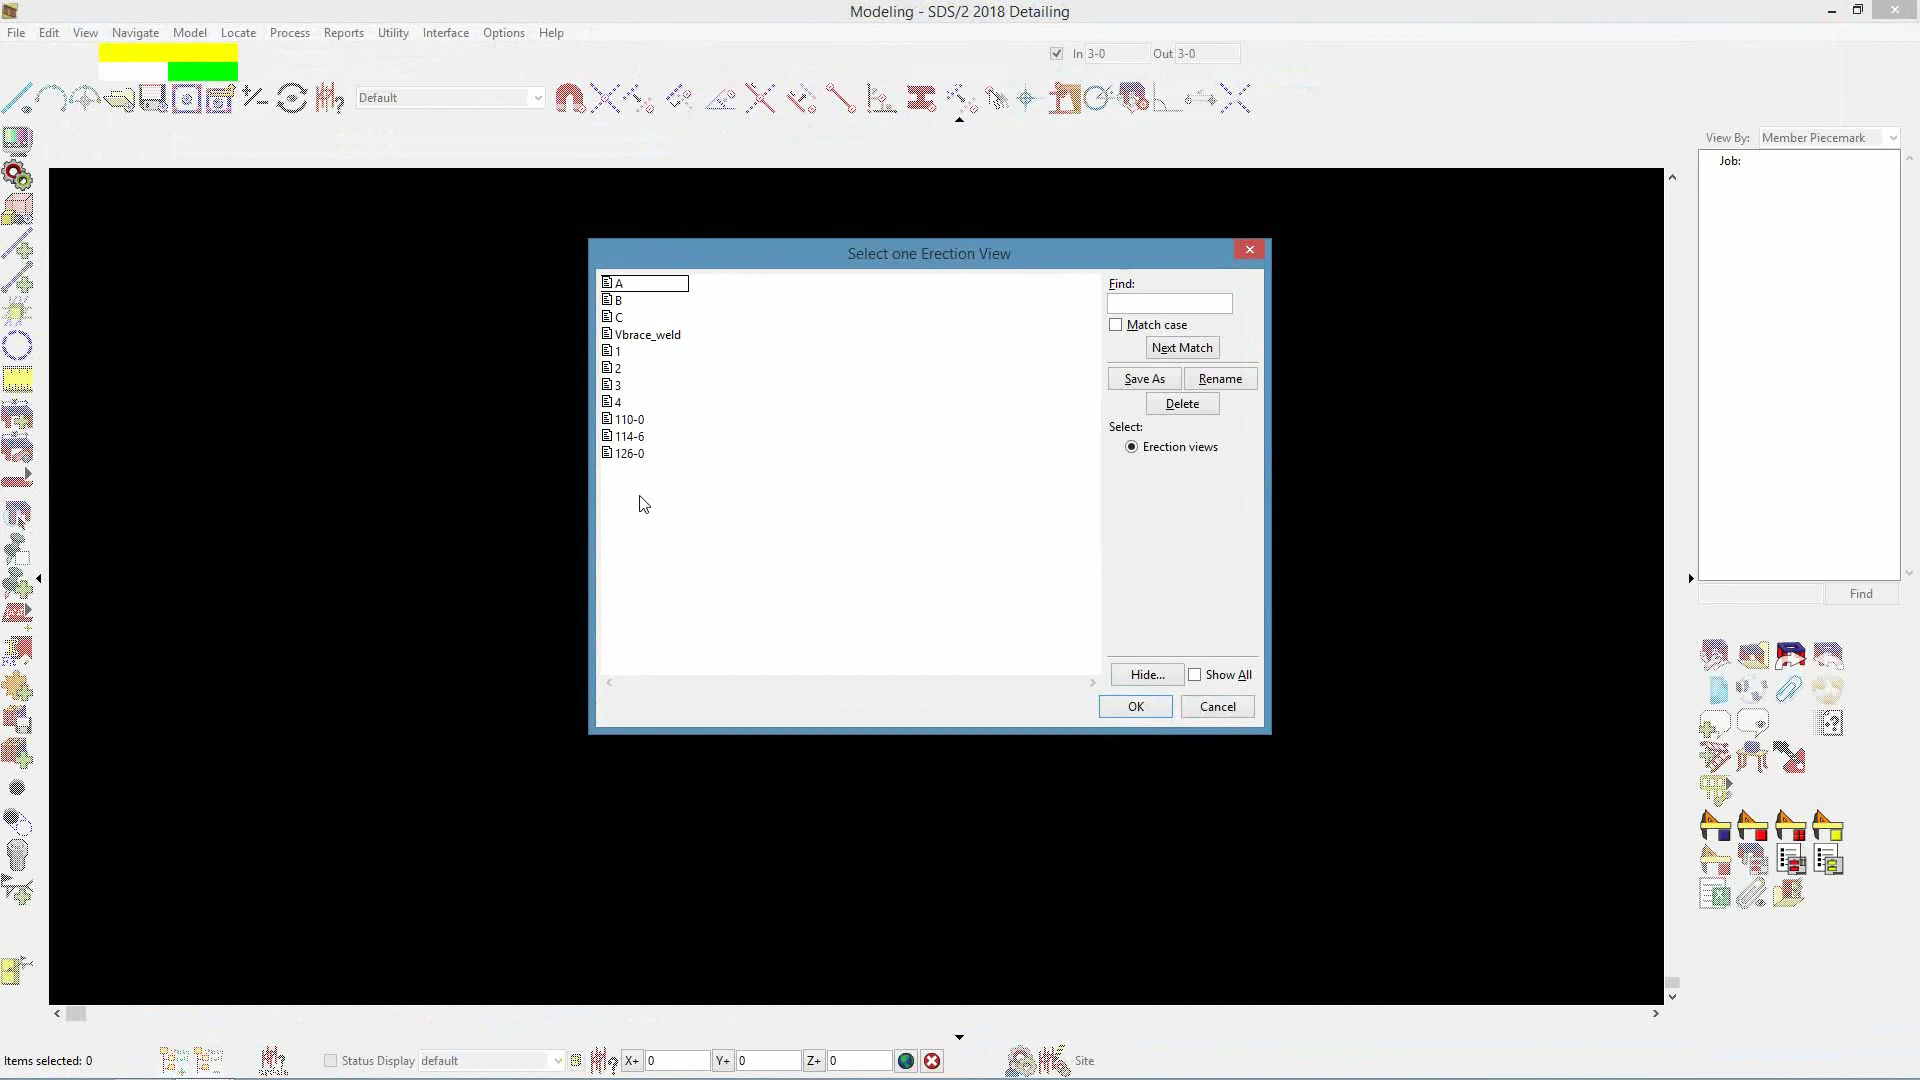 Modeling - SDS/2 2018 Detailing
File Edit View Navigate Model Locate Process Reports Utility Interface Options Help
In 3-0 Out 3-0
Default
View By: Member Piecemark
Job:
Select one Erection View
A
B
C
Vbrace_weld
1
2
3
4
110-0
114-6
126-0
Find:
Match case
Next Match
Save As Rename
Delete
Select:
Erection views
Hide... Show All
OK Cancel
Find
Items selected: 0 Status Display default X+ 0 Y+ 0 Z+ 0 Site